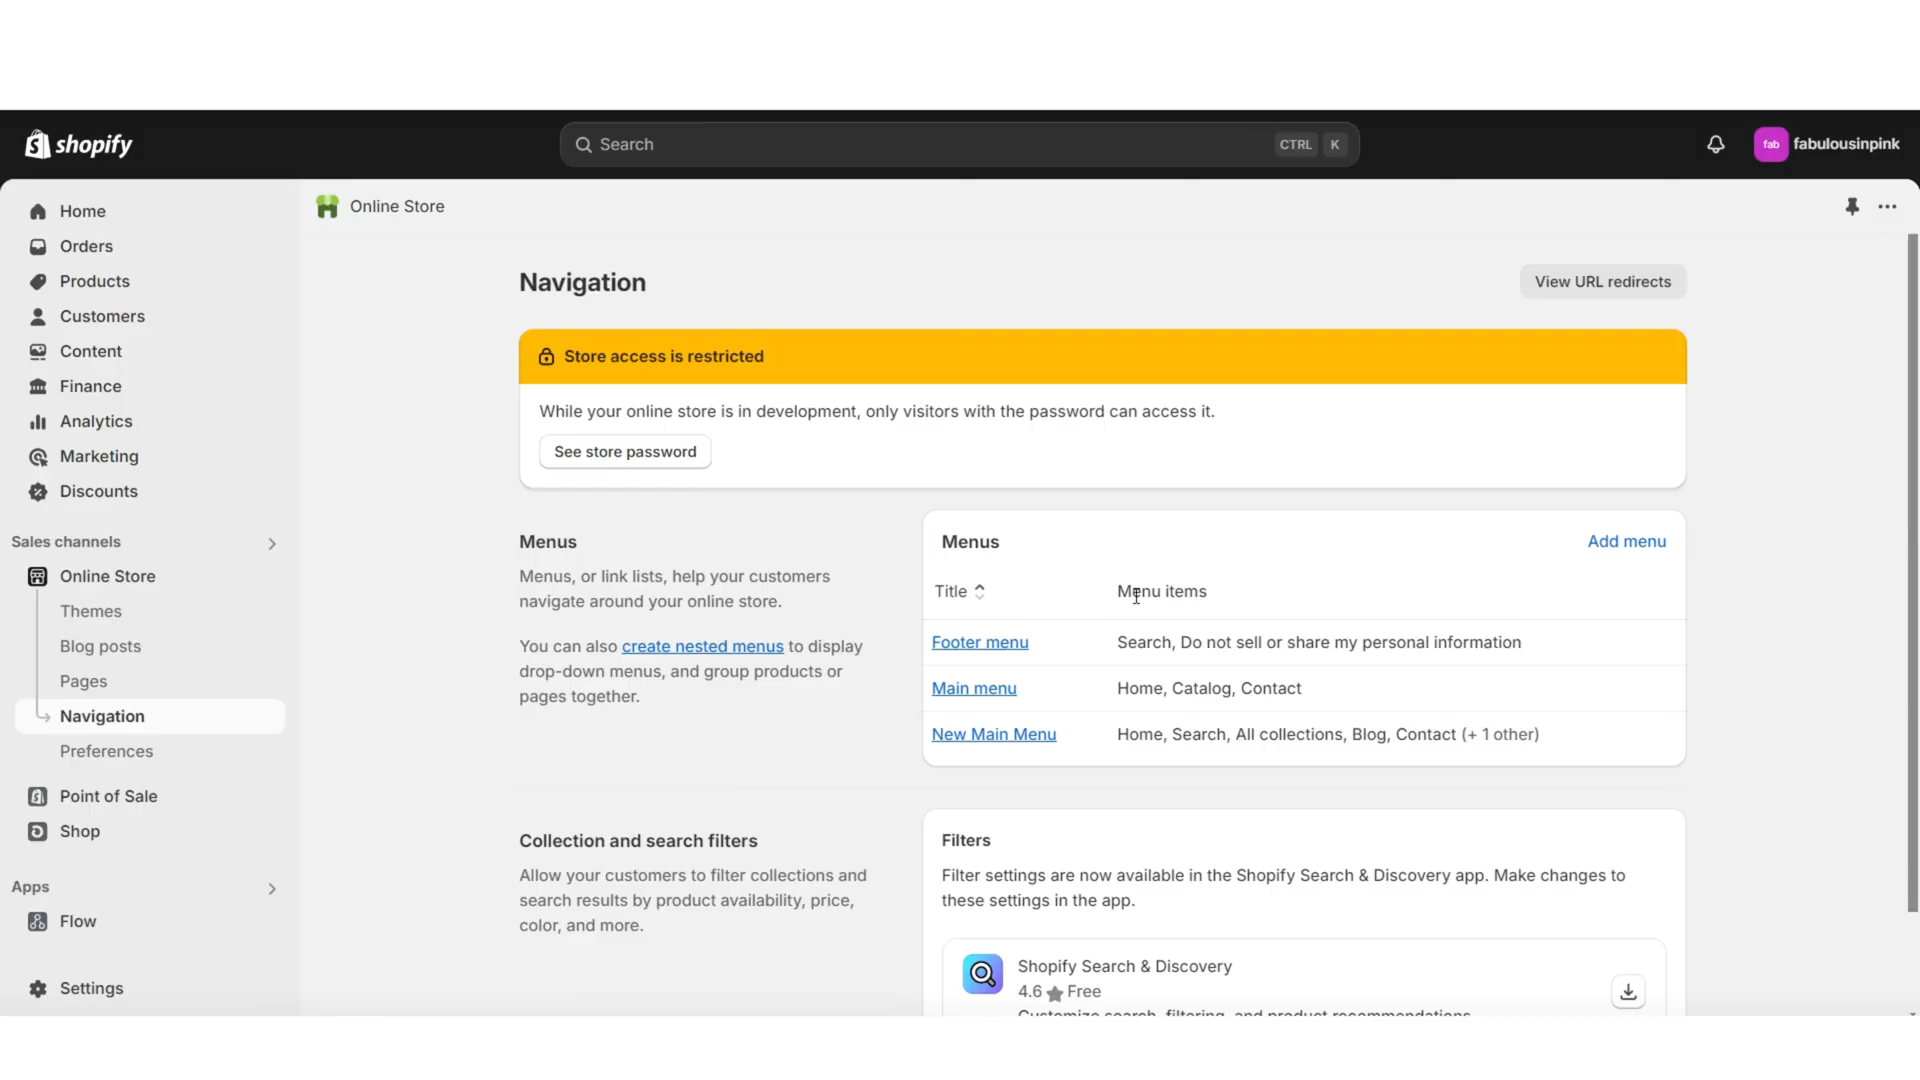 shopify
Search
CTRL K
fab
fabulousinpink
Home
Orders
Products
Customers
Content
Finance
Analytics
Marketing
Discounts
Sales channels
Online Store
Themes
Blog posts
Pages
Navigation
Preferences
Point of Sale
Shop
Apps
Flow
Settings
Online Store
Navigation
View URL redirects
Store access is restricted
While your online store is in development, only visitors with the password can access it.
See store password
Menus
Menus, or link lists, help your customers
navigate around your online store.
You can also create nested menus to display
drop-down menus, and group products or
pages together.
Menus
Add menu
Title
Menu items
Footer menu
Search, Do not sell or share my personal information
Main menu
Home, Catalog, Contact
New Main Menu
Home, Search, All collections, Blog, Contact (+ 1 other)
Collection and search filters
Allow your customers to filter collections and
search results by product availability, price,
color, and more.
Filters
Filter settings are now available in the Shopify Search & Discovery app. Make changes to
these settings in the app.
Shopify Search & Discovery
4.6 ★ Free
Customize search, filtering, and product recommendations